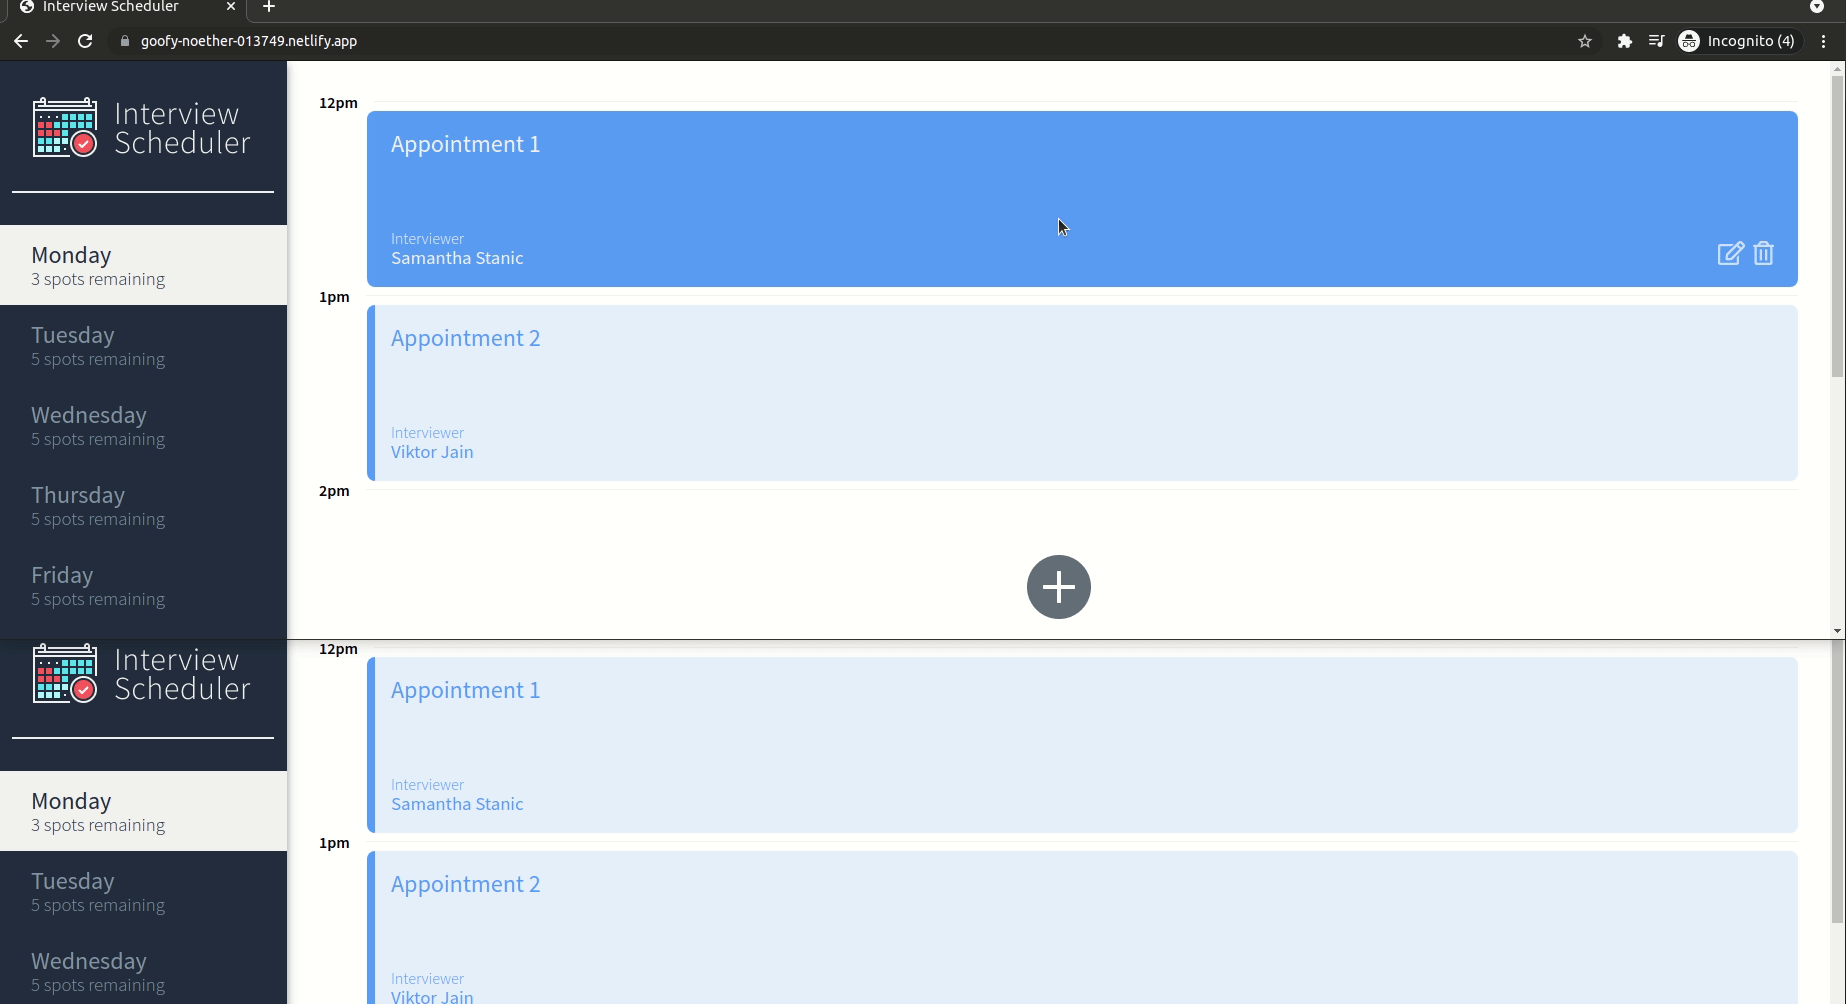 Interview Scheduler
goofy-noether-013749.netlify.app
Incognito (4)
Interview
Scheduler
Monday
3 spots remaining
Tuesday
5 spots remaining
Wednesday
5 spots remaining
Thursday
5 spots remaining
Friday
5 spots remaining
12pm
Appointment 1
Interviewer
Samantha Stanic
1pm
Appointment 2
Interviewer
Viktor Jain
2pm
Interview
Scheduler
Monday
3 spots remaining
Tuesday
5 spots remaining
Wednesday
5 spots remaining
12pm
Appointment 1
Interviewer
Samantha Stanic
1pm
Appointment 2
Interviewer
Viktor Jain